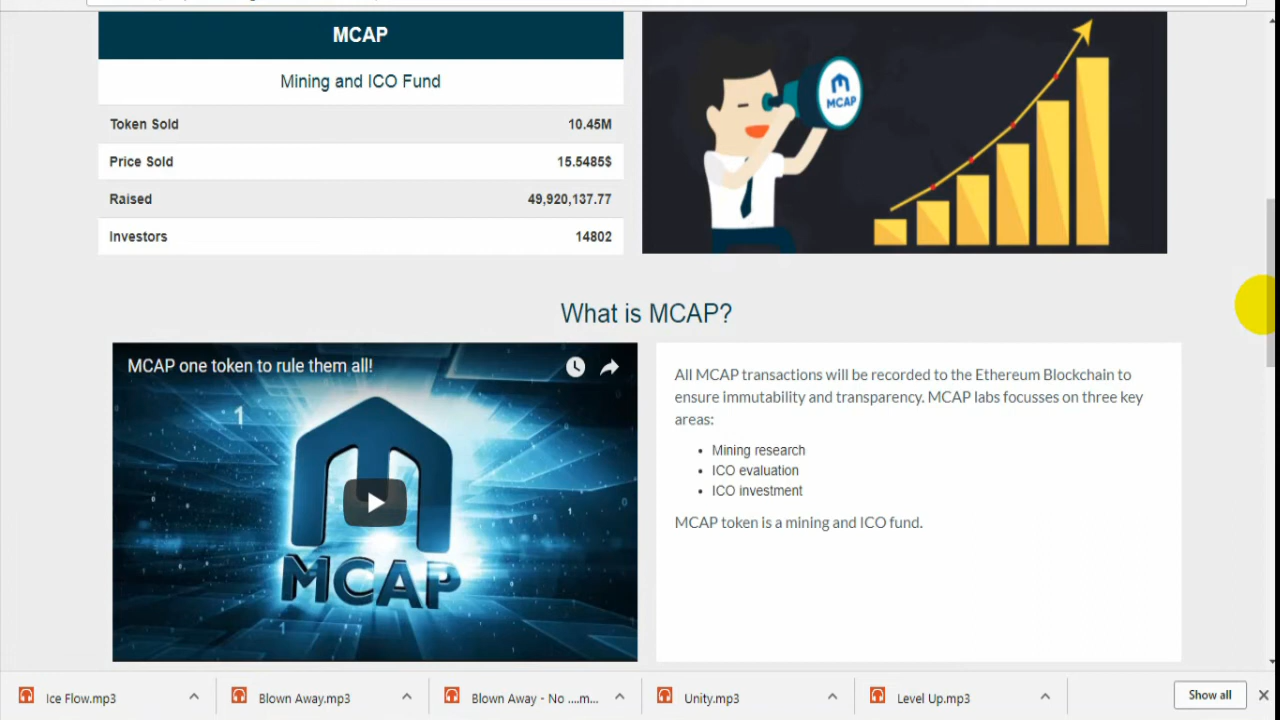 MCAP
Mining and ICO Fund
Token Sold 10.45M
Price Sold 15.5485$
Raised 49,920,137.77
Investors 14802
MCAP
What is MCAP?
MCAP one token to rule them all!
1
MCAP
1
All MCAP transactions will be recorded to the Ethereum Blockchain to
ensure immutability and transparency. MCAP labs focusses on three key
areas:
• Mining research
• ICO evaluation
• ICO investment
MCAP token is a mining and ICO fund.
Ice Flow.mp3
Blown Away.mp3
Blown Away - No ....m...
Unity.mp3
Level Up.mp3
Show all